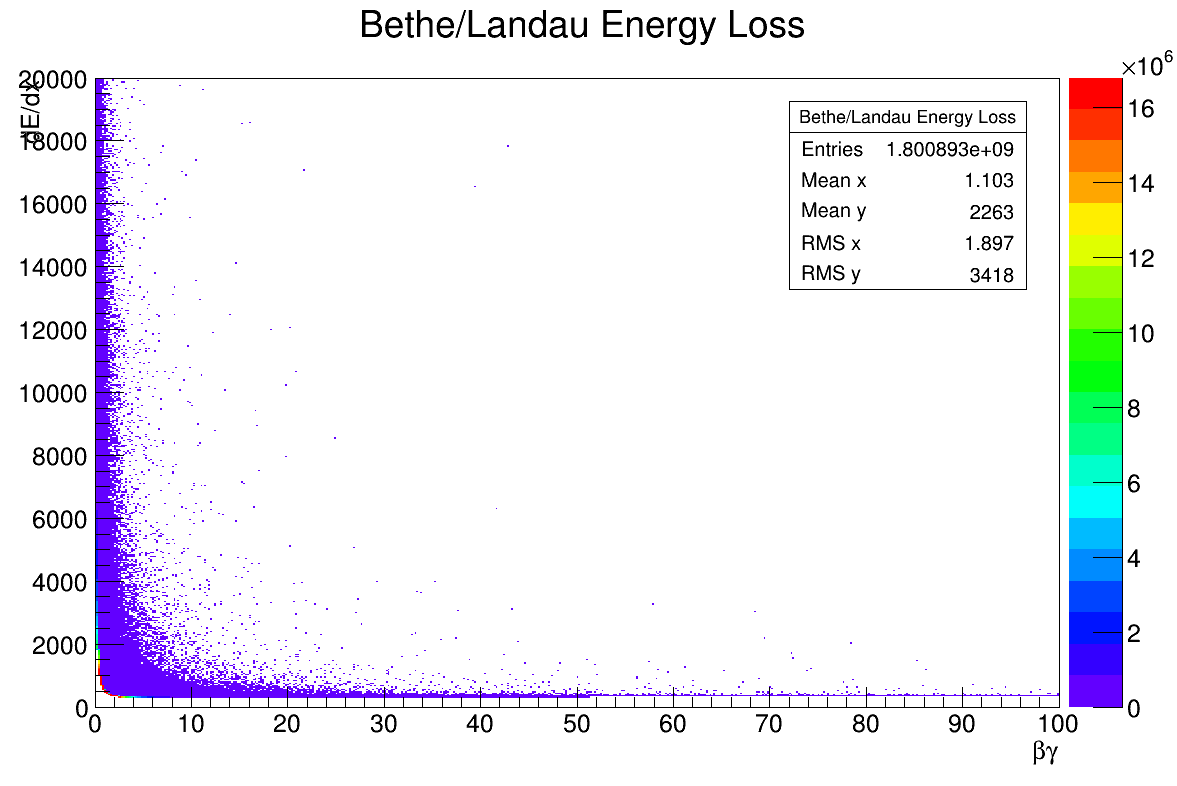 Bethe/Landau Energy Loss
×10^6
dE/dx
20000
18000
16000
14000
12000
10000
8000
6000
4000
2000
0
Bethe/Landau Energy Loss
Entries 1.800893e+09
Mean x 1.103
Mean y 2263
RMS x 1.897
RMS y 3418
16
14
12
10
8
6
4
2
0
0 10 20 30 40 50 60 70 80 90 100
βγ